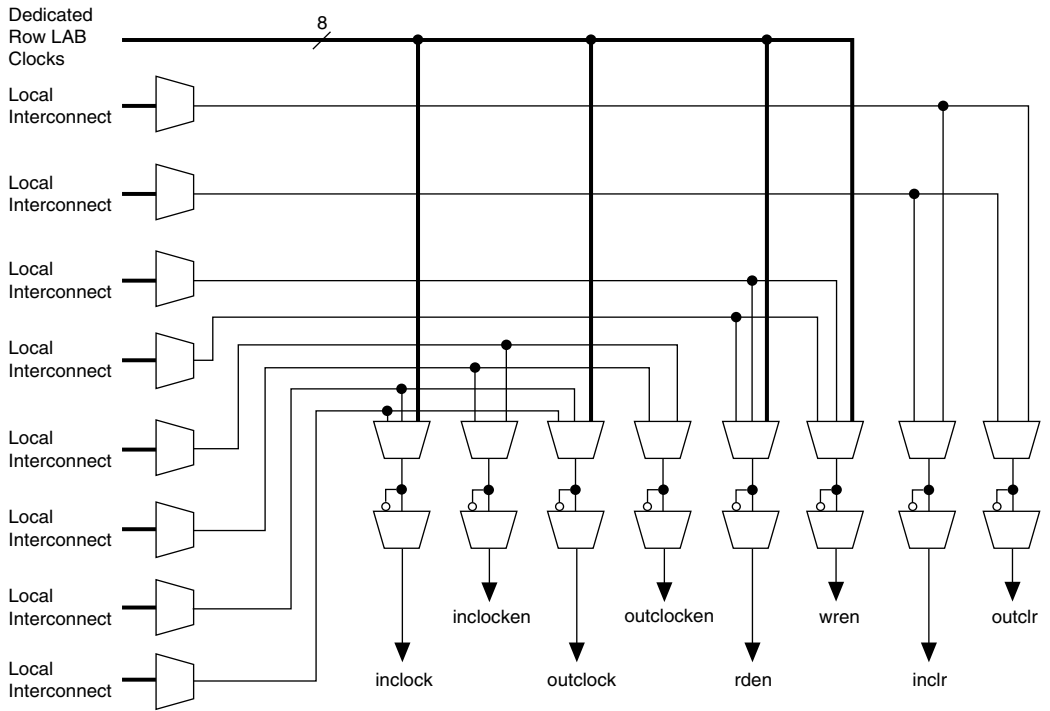 Dedicated
Row LAB
Clocks
8
Local
Interconnect
Local
Interconnect
Local
Interconnect
Local
Interconnect
Local
Interconnect
Local
Interconnect
Local
Interconnect
Local
Interconnect
inclocken
outclocken
wren
outclr
inclock
outclock
rden
inclr